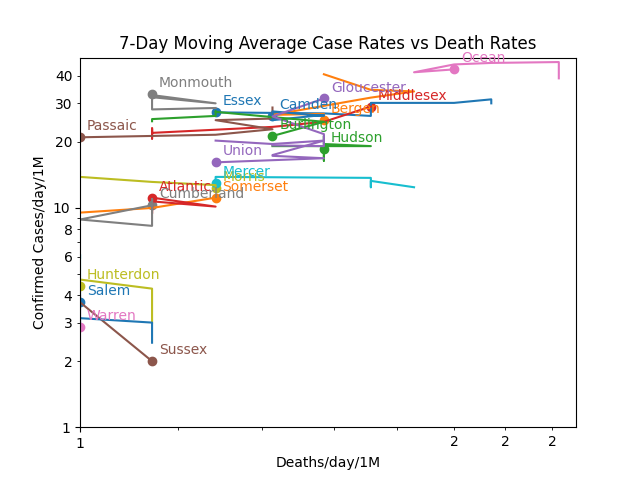 7-Day Moving Average Case Rates vs Death Rates
Ocean
40
Monmouth
Gloucester
Middlesex
30
Essex
Camden
Bergen
Passaic
Burlington
20
Hudson
Union
Mercer
Morris
Atlantic
Somerset
Cumberland
10
8
6
Hunterdon
4
Salem
3
Warren
Sussex
2
1
1
2
2
2
Confirmed Cases/day/1M
Deaths/day/1M